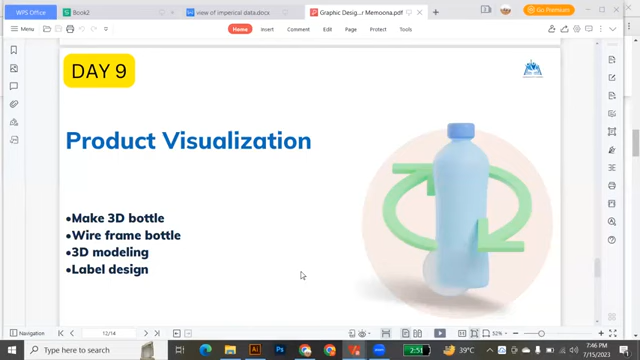 WPS Office
Book2
view of imperical data.docx
Graphic Desig...r Memoona.pdf
Go Premium
Menu
Home
Insert
Comment
Edit
Page
Protect
Tools
DAY 9
Product Visualization
•Make 3D bottle
•Wire frame bottle
•3D modeling
•Label design
Navigation
12/14
52%
Type here to search
2:51
39°C
7:46 PM
7/15/2023